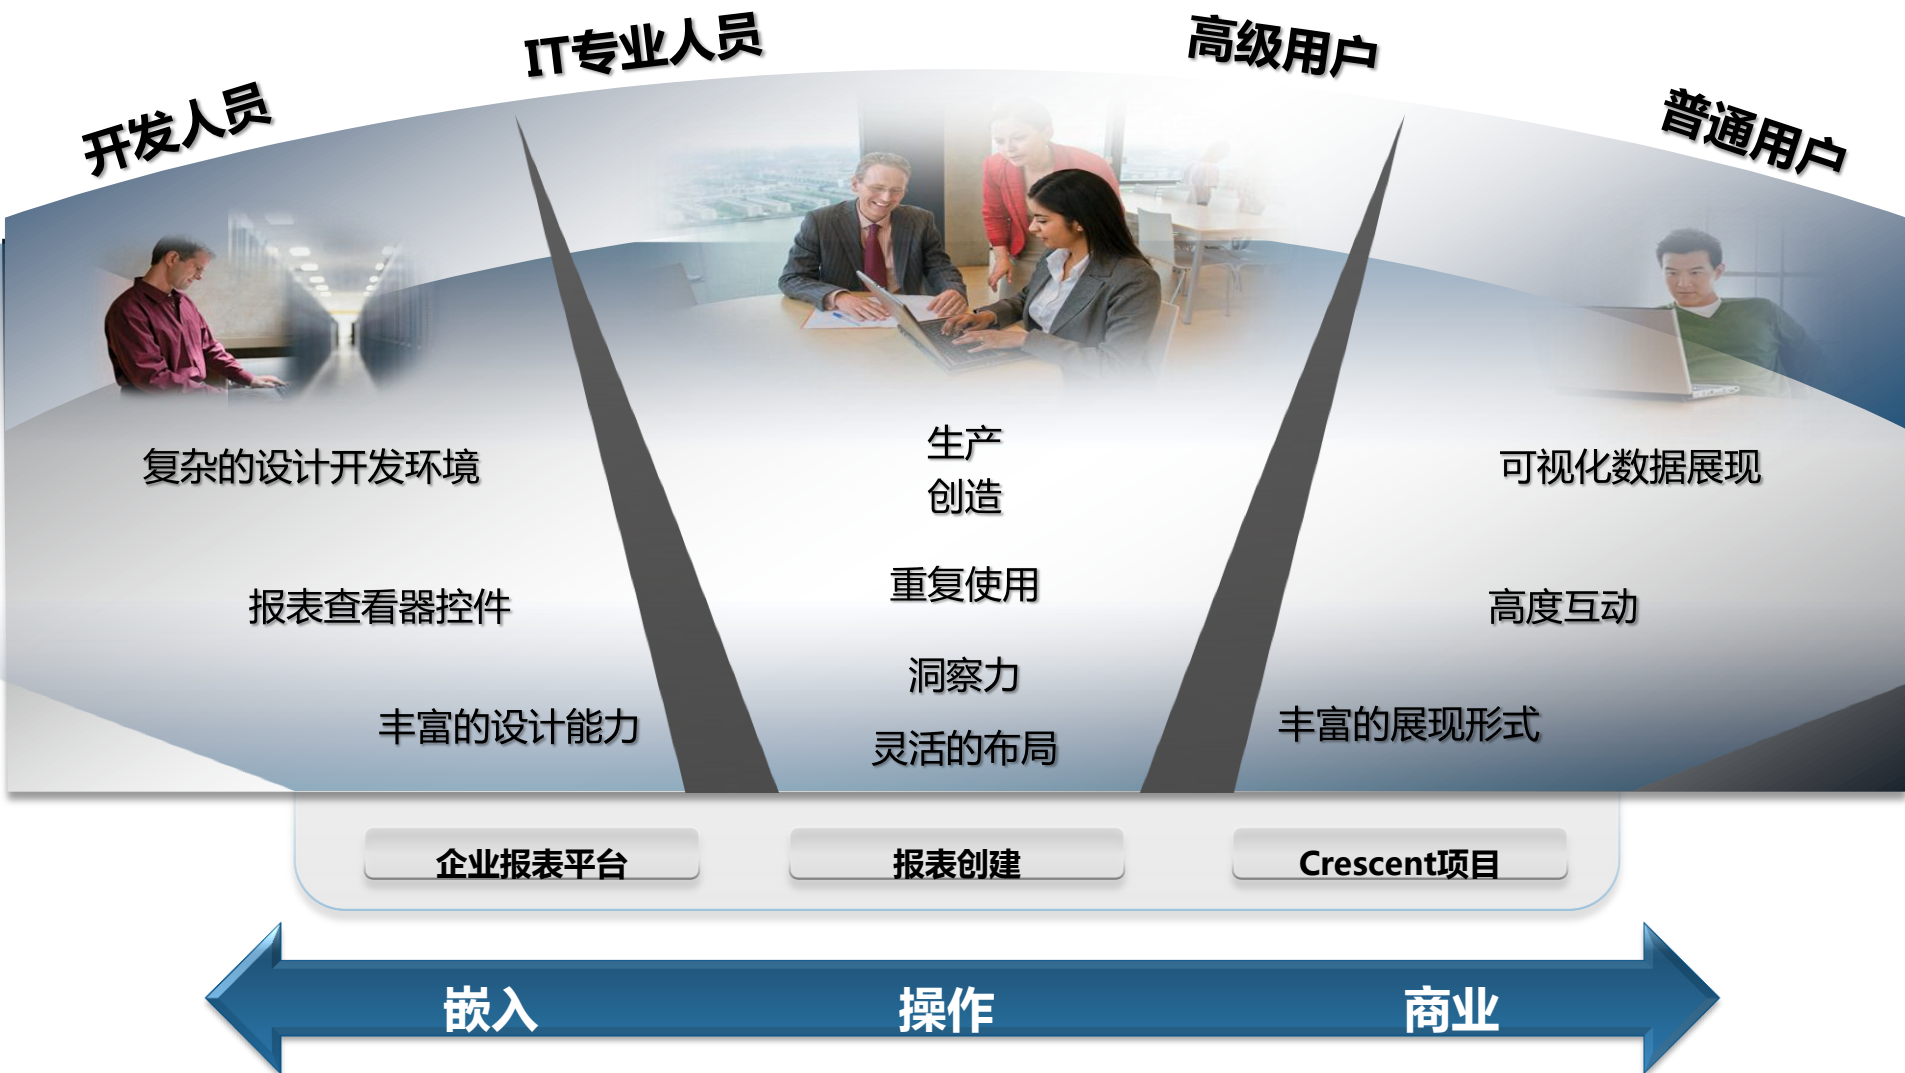 开发人员
IT专业人员
高级用户
普通用户
复杂的设计开发环境
报表查看器控件
丰富的设计能力
生产
创造
重复使用
洞察力
灵活的布局
可视化数据展现
高度互动
丰富的展现形式
企业报表平台
报表创建
Crescent项目
嵌入
操作
商业